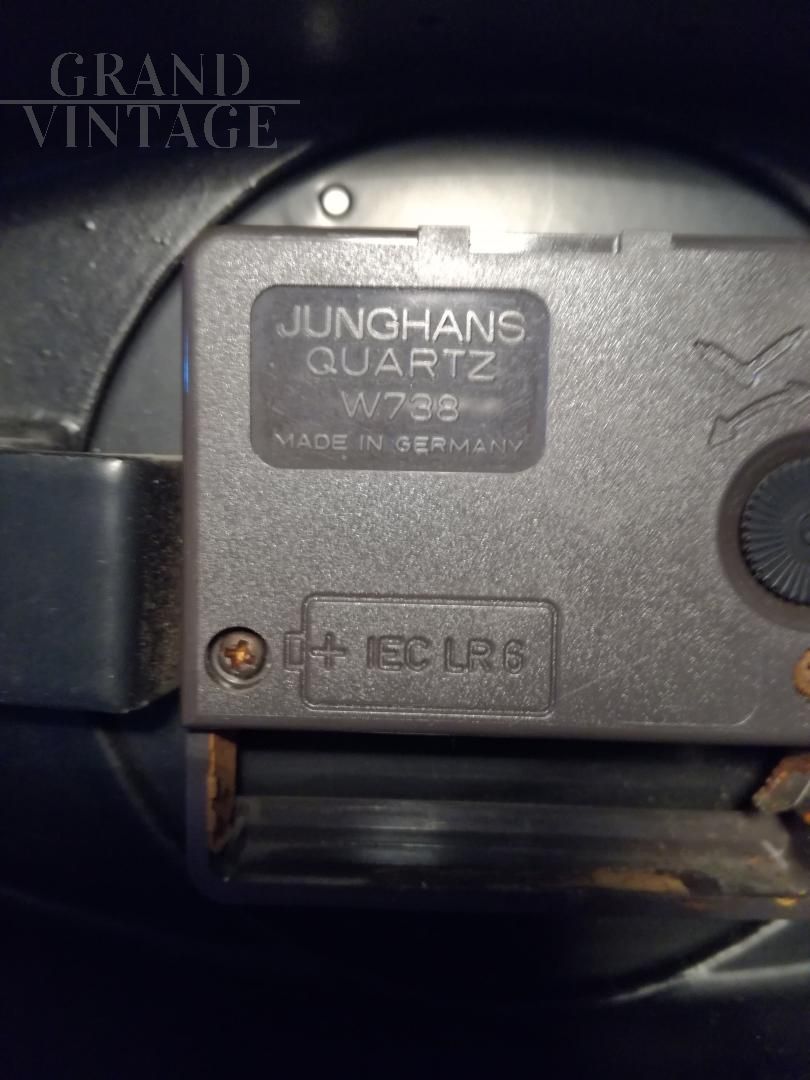 GRAND
VINTAGE
JUNGHANS
QUARTZ
W738
MADE IN GERMANY
+ IEC LR 6